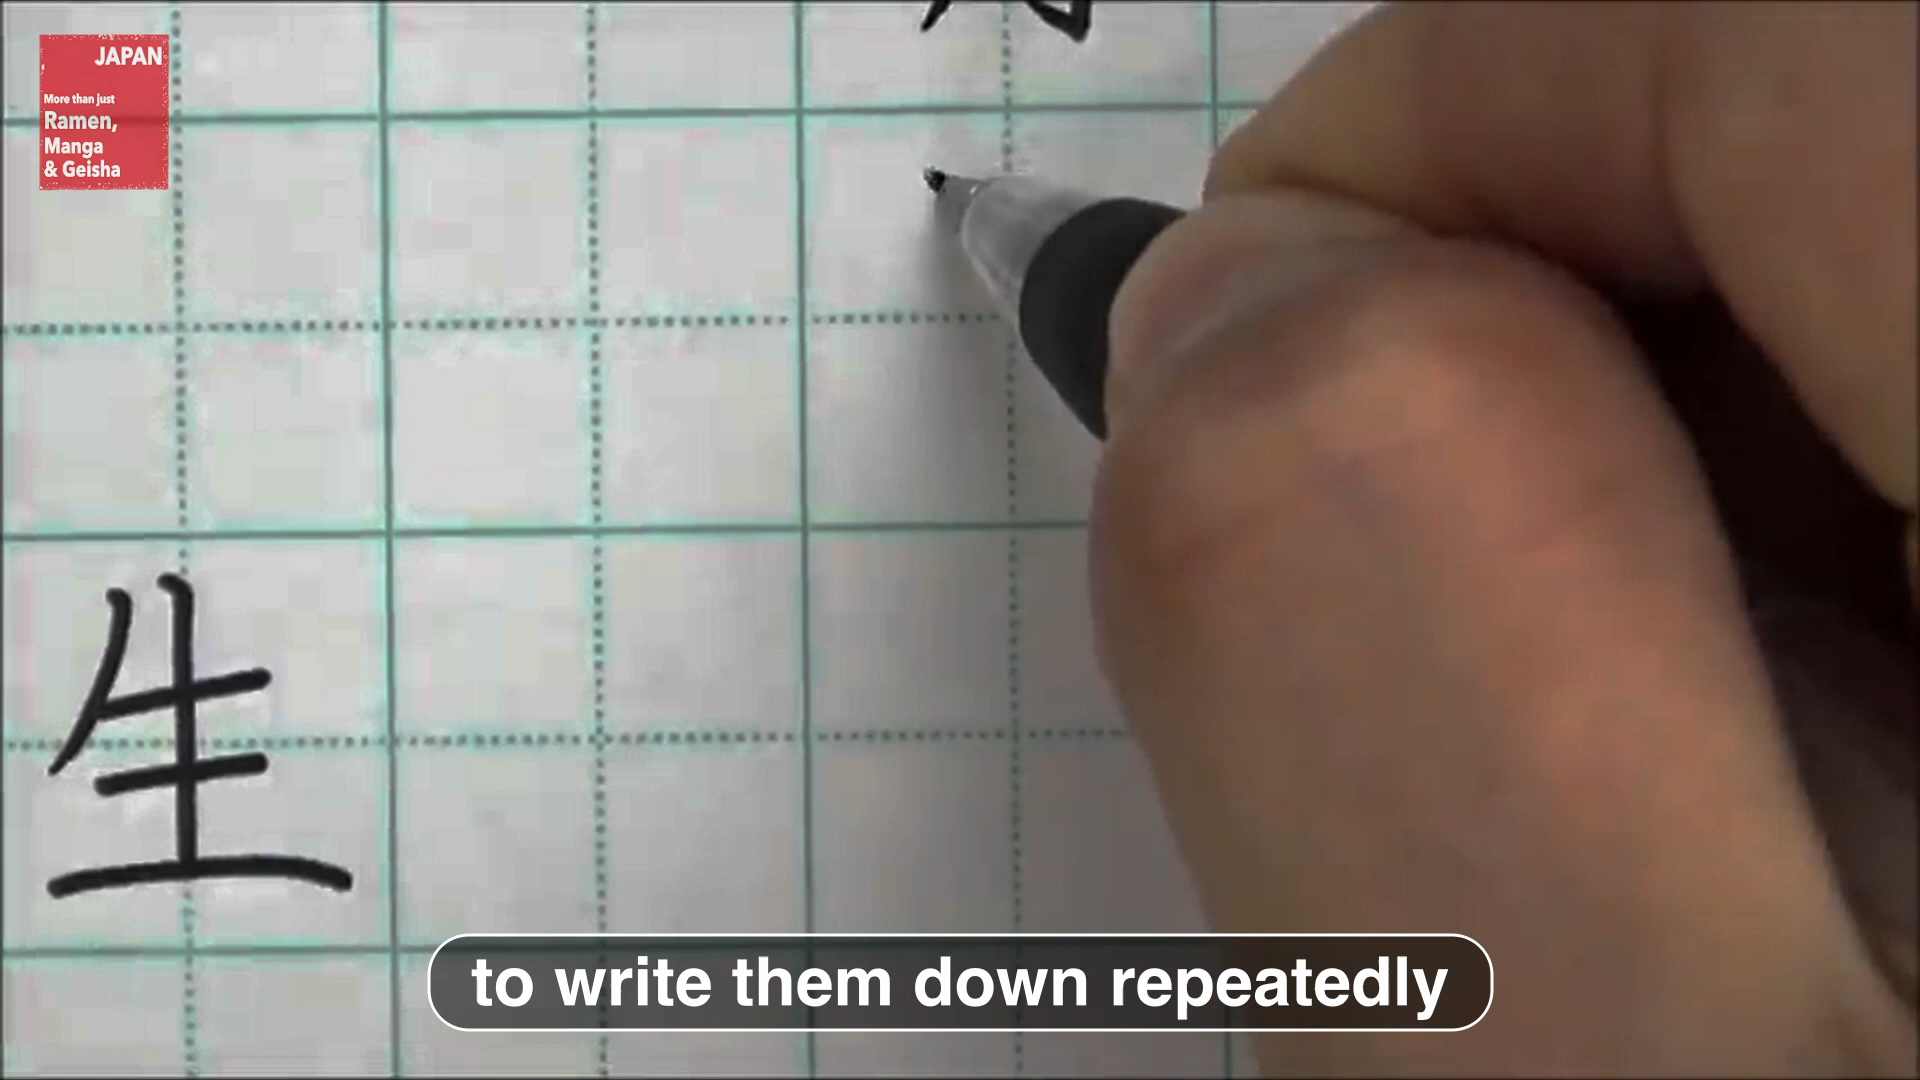 JAPAN
More than just
Ramen,
Manga
& Geisha
生
to write them down repeatedly